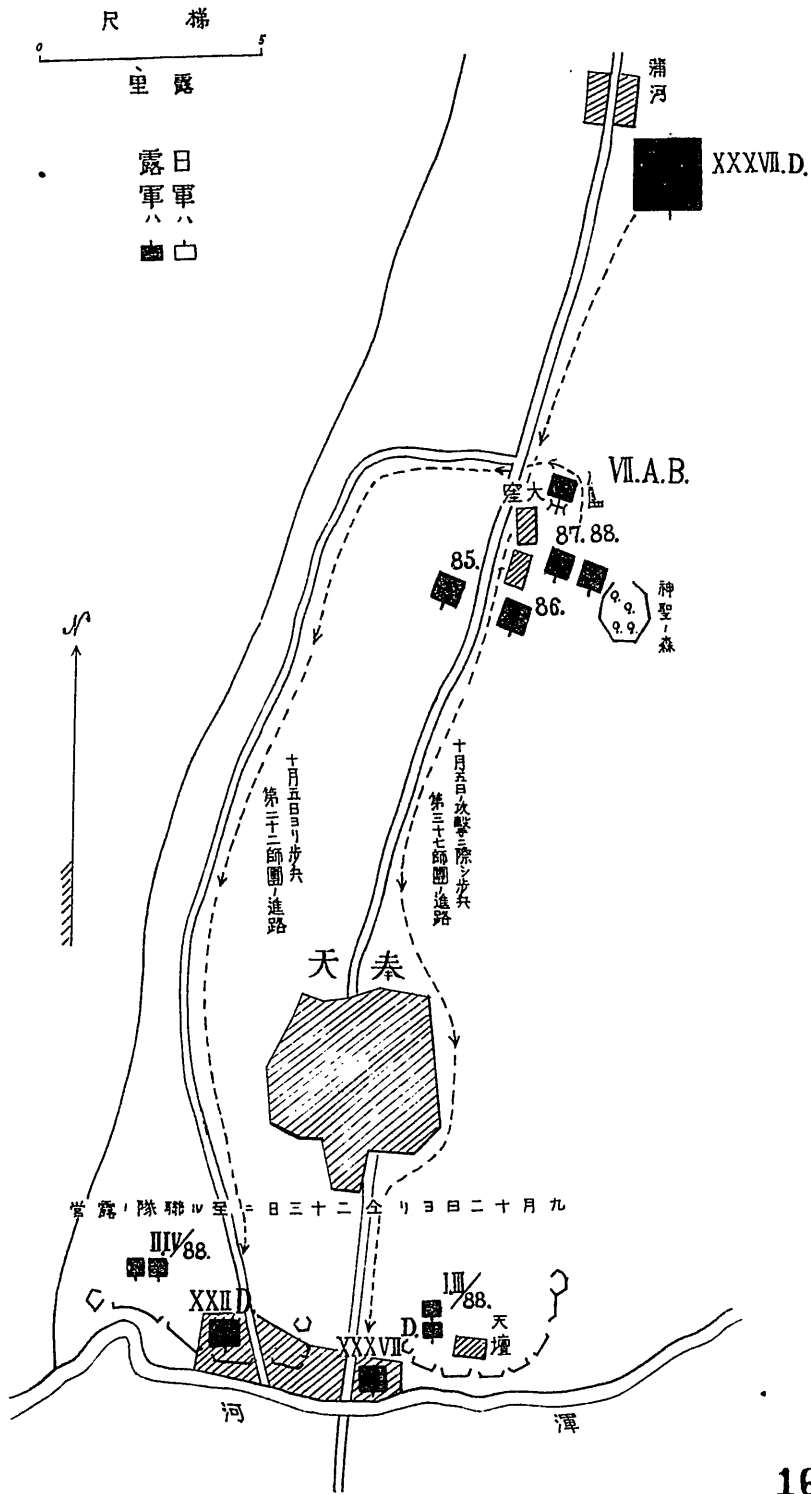 梯尺
0 5
露里
日軍ハ
露軍ハ
蒲河
XXXVII.D.
VII.A.B.
大窪
87. 88.
85.
86.
神聖ノ森
N
十月五日ノ攻撃ニ際シ歩兵
第三十七師團ノ進路
十月五日ヨリ歩兵
第二十二師團ノ進路
奉天
九月十二日ヨリ仝二十三日ニ至ル聯隊ノ露營
II.IV/88.
I.III/88.
XXII D.
XXXVII D.
天壇
渾河